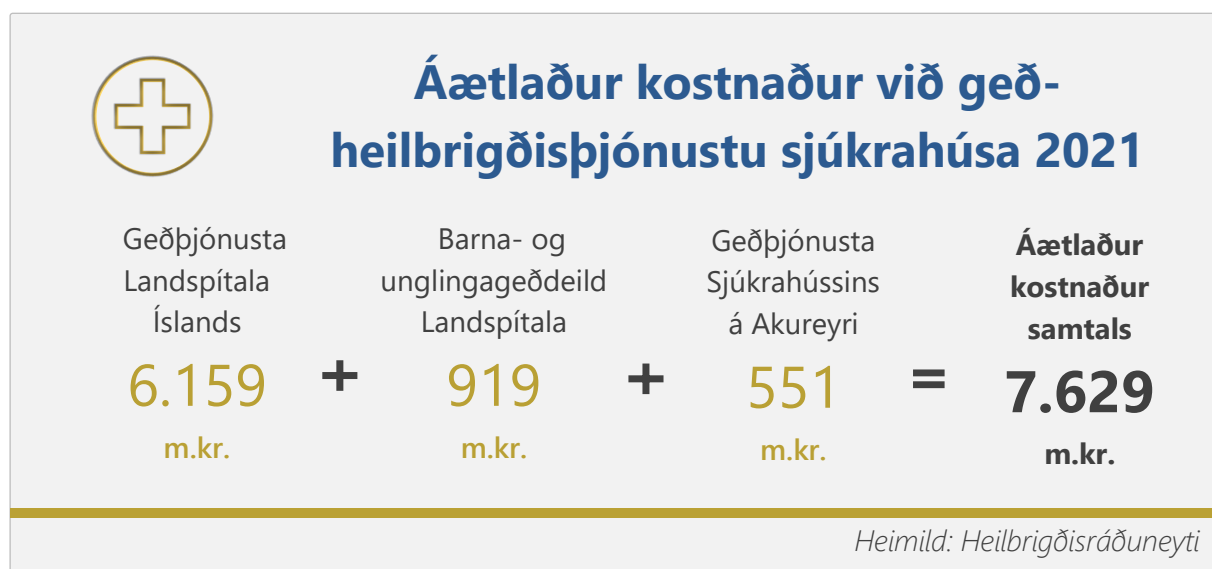 Áætlaður kostnaður við geð-
heilbrigðisþjónustu sjúkrahúsa 2021
Geðþjónusta
Landspítala
Íslands
6.159
m.kr.
+
Barna- og
unglingageðdeild
Landspítala
919
m.kr.
+
Geðþjónusta
Sjúkrahússins
á Akureyri
551
m.kr.
=
Áætlaður
kostnaður
samtals
7.629
m.kr.
Heimild: Heilbrigðisráðuneyti